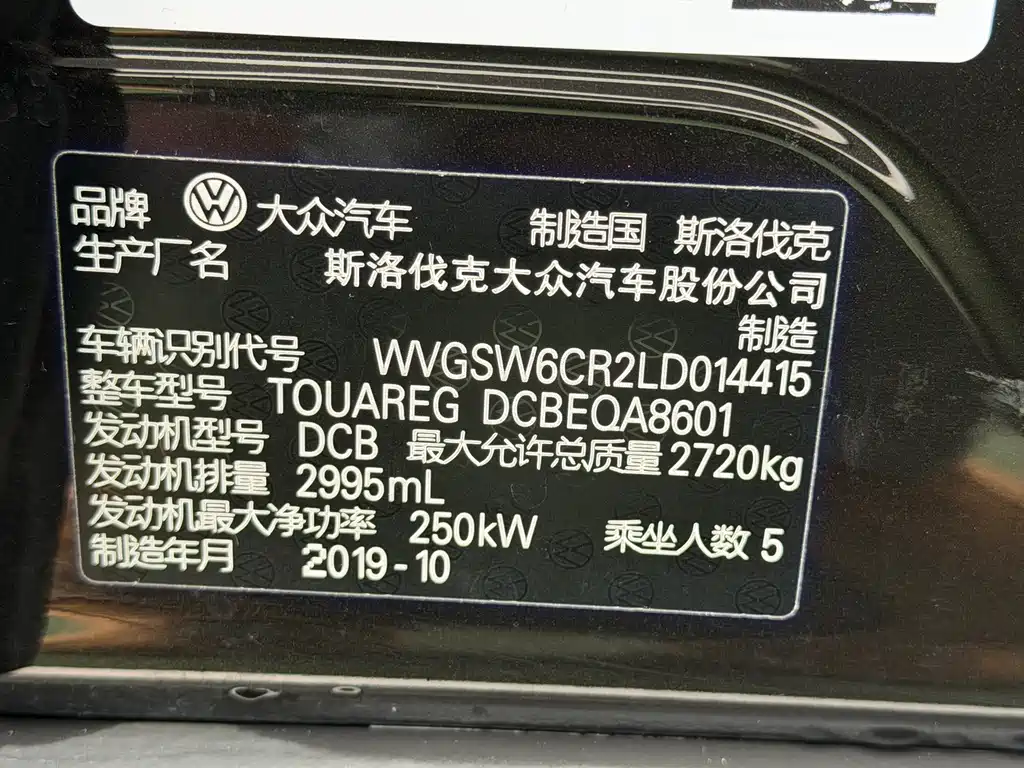 品牌 大众汽车 制造国 斯洛伐克
生产厂名 斯洛伐克大众汽车股份公司
制造
车辆识别代号 WVGSW6CR2LD014415
整车型号 TOUAREG DCBEQA8601
发动机型号 DCB 最大允许总质量 2720kg
发动机排量 2995mL
发动机最大净功率 250kW 乘坐人数 5
制造年月 2019-10